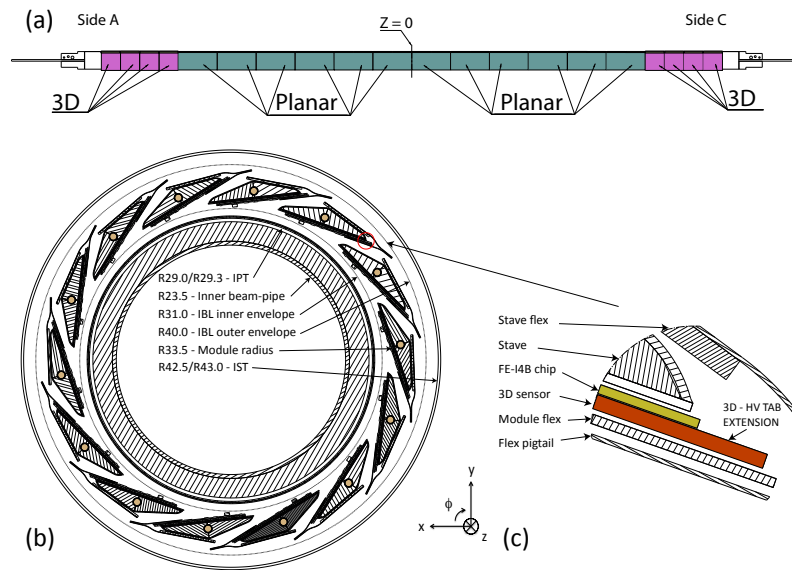 (a)
Side A
Z = 0
Side C
3D
Planar
Planar
3D
R29.0/R29.3 - IPT
R23.5 - Inner beam-pipe
R31.0 - IBL inner envelope
R40.0 - IBL outer envelope
R33.5 - Module radius
R42.5/R43.0 - IST
(b)
Stave flex
Stave
FE-I4B chip
3D sensor
Module flex
Flex pigtail
3D - HV TAB
EXTENSION
y
ϕ
x
z
(c)